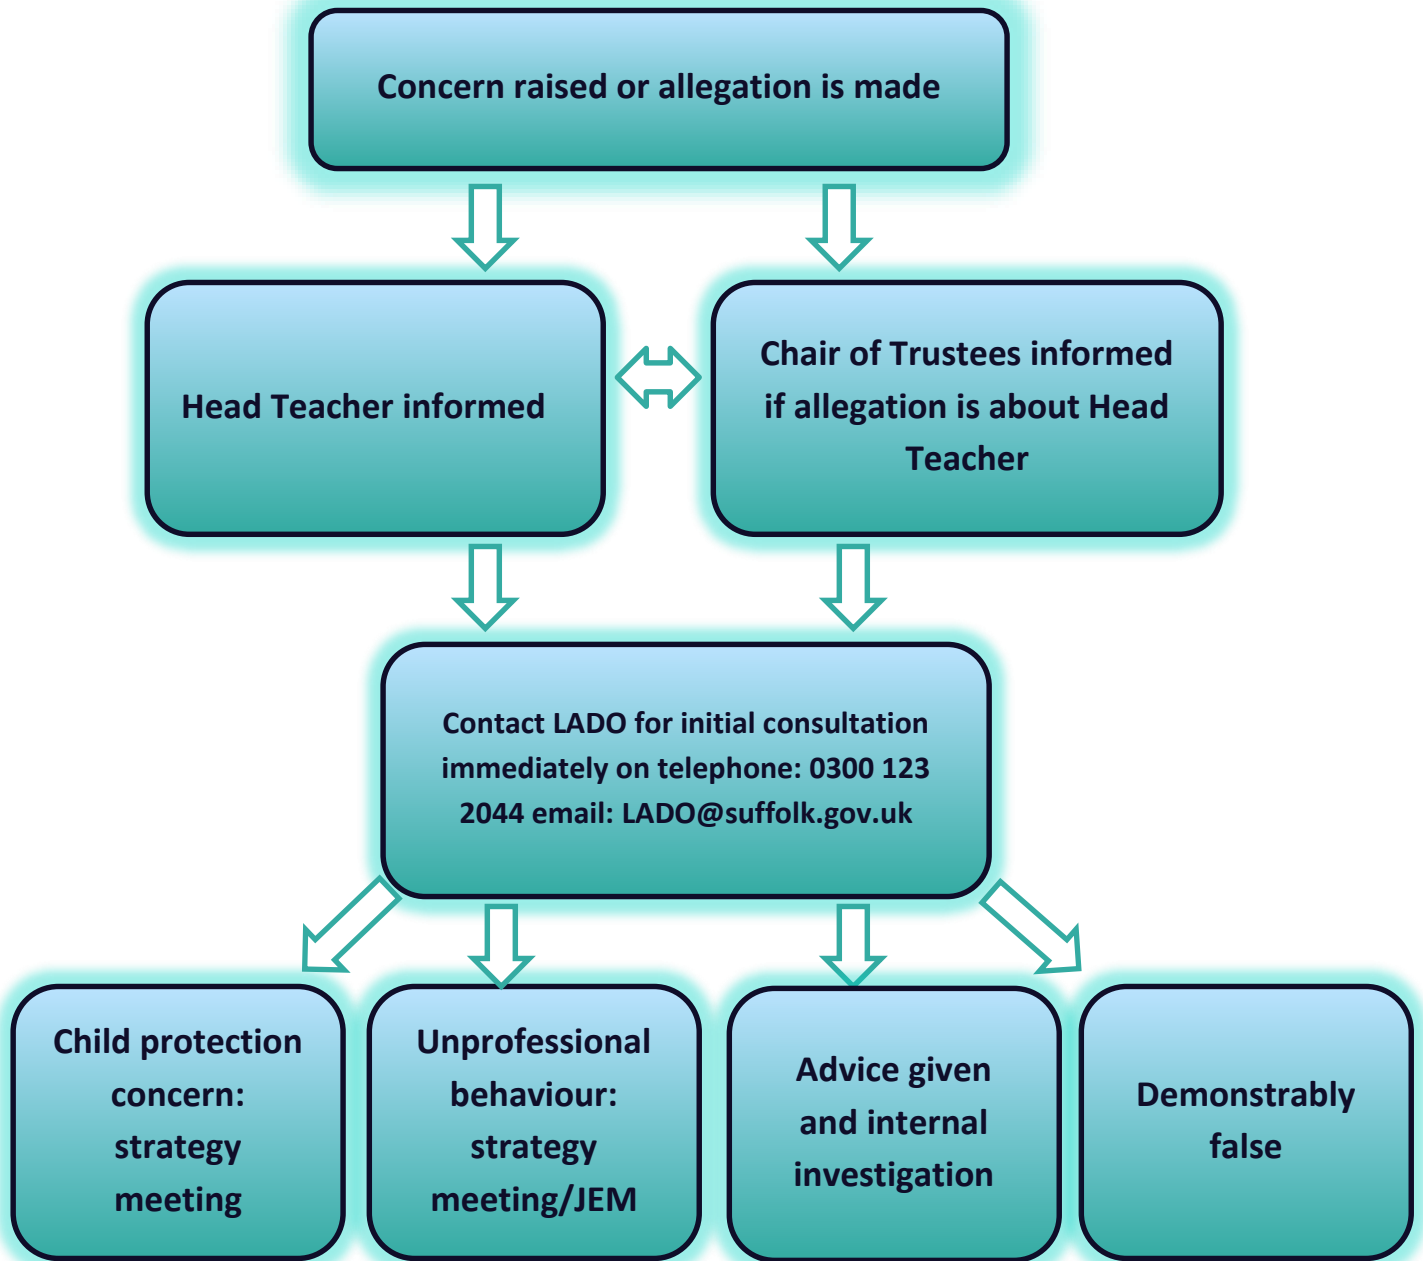 Concern raised or allegation is made
Head Teacher informed
Chair of Trustees informed
if allegation is about Head
Teacher
Contact LADO for initial consultation
immediately on telephone: 0300 123
2044 email: LADO@suffolk.gov.uk
Child protection
concern:
strategy
meeting
Unprofessional
behaviour:
strategy
meeting/JEM
Advice given
and internal
investigation
Demonstrably
false